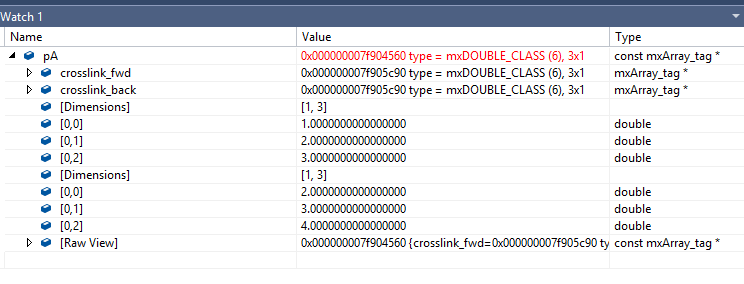 Watch 1
Name Value Type
pA 0x000000007f904560 type = mxDOUBLE_CLASS (6), 3x1 const mxArray_tag *
crosslink_fwd 0x000000007f905c90 type = mxDOUBLE_CLASS (6), 3x1 mxArray_tag *
crosslink_back 0x000000007f905c90 type = mxDOUBLE_CLASS (6), 3x1 mxArray_tag *
[Dimensions] [1, 3]
[0,0] 1.0000000000000000 double
[0,1] 2.0000000000000000 double
[0,2] 3.0000000000000000 double
[Dimensions] [1, 3]
[0,0] 2.0000000000000000 double
[0,1] 3.0000000000000000 double
[0,2] 4.0000000000000000 double
[Raw View] 0x000000007f904560 {crosslink_fwd=0x000000007f905c90 ty const mxArray_tag *